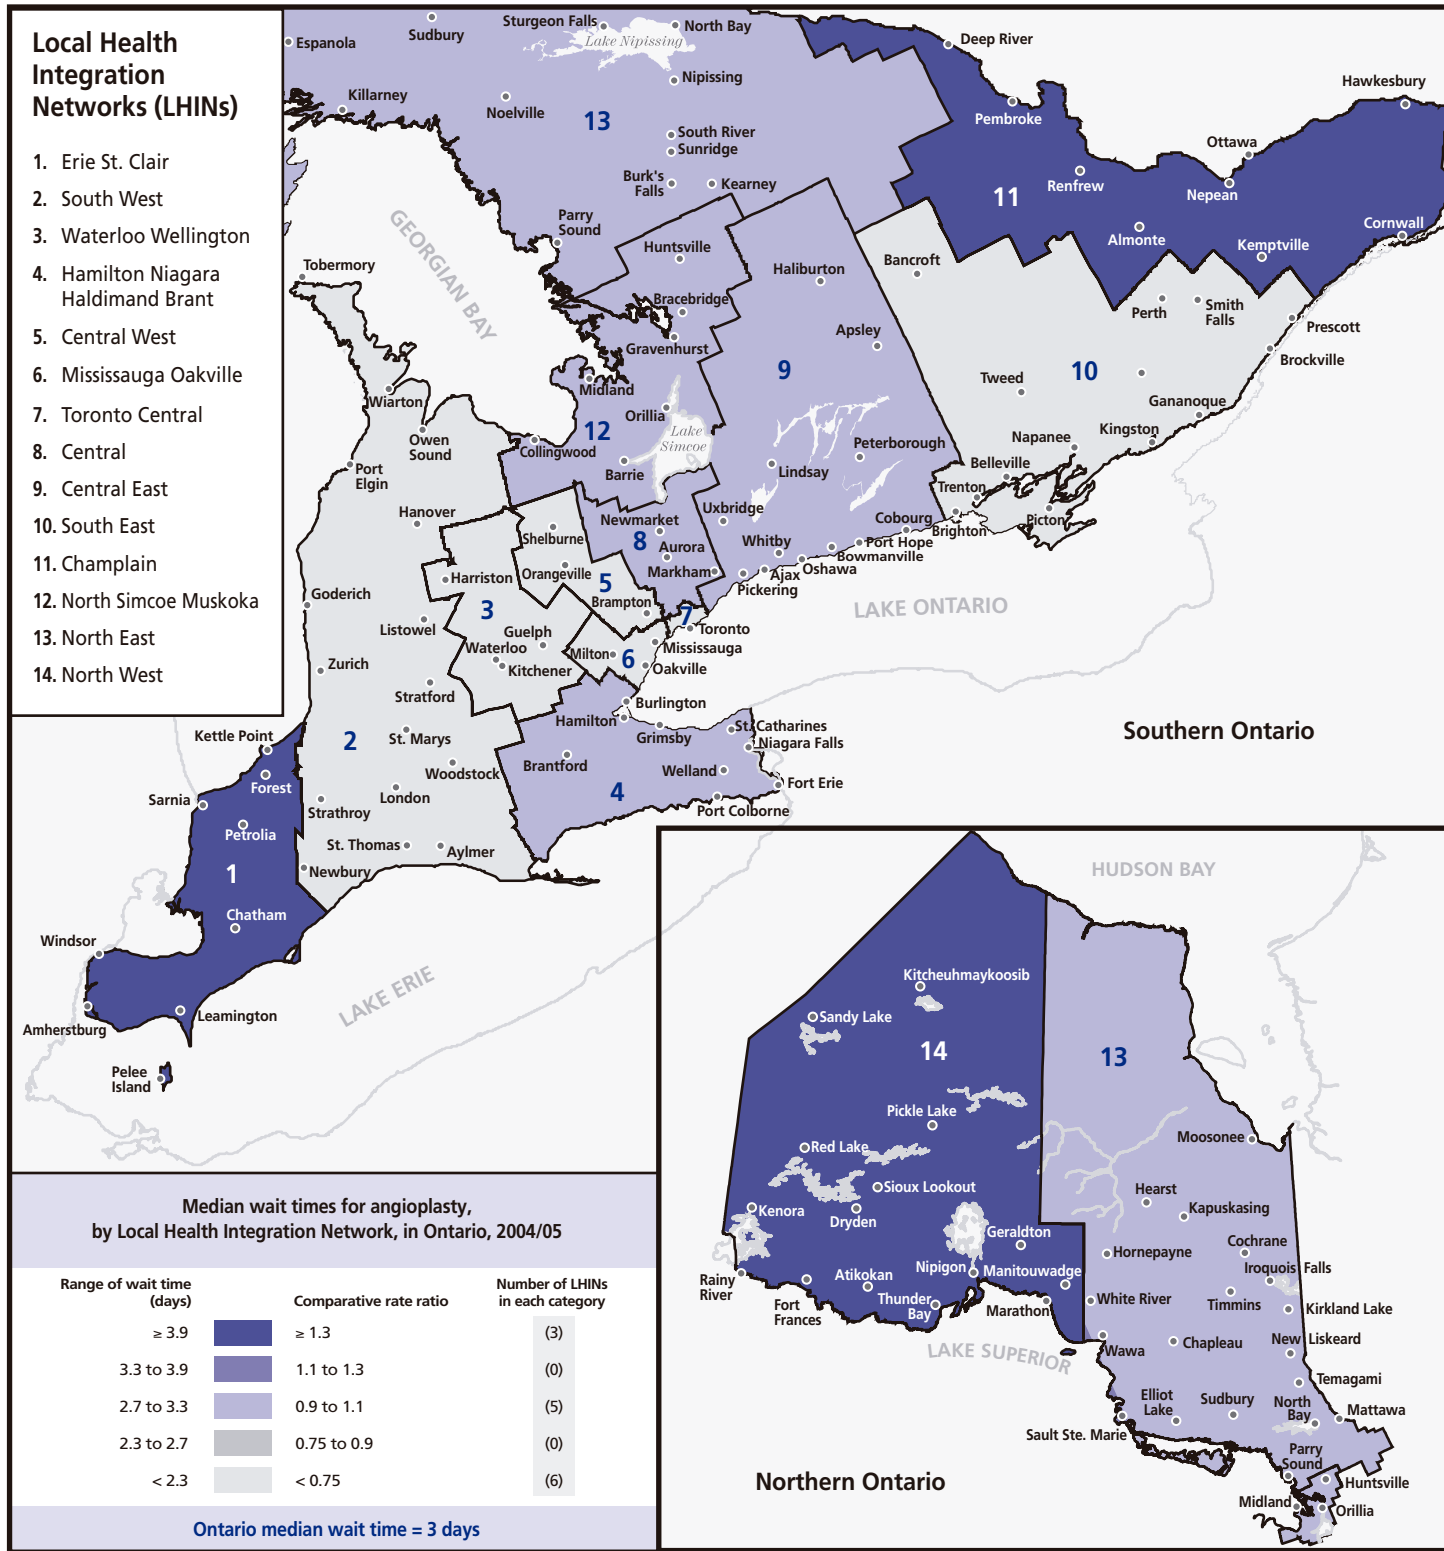 Local Health
Integration
Networks (LHINs)
1. Erie St. Clair
2. South West
3. Waterloo Wellington
4. Hamilton Niagara
Haldimand Brant
5. Central West
6. Mississauga Oakville
7. Toronto Central
8. Central
9. Central East
10. South East
11. Champlain
12. North Simcoe Muskoka
13. North East
14. North West
Espanola
Sudbury
Sturgeon Falls
North Bay
Lake Nipissing
Deep River
Nipissing
Hawkesbury
Killarney
Noelville
13
Pembroke
South River
Sunridge
Ottawa
Burk's
Falls
Kearney
Renfrew
11
Nepean
Parry
Sound
Cornwall
GEORGIAN BAY
Huntsville
Almonte
Kemptville
Tobermory
Haliburton
Bancroft
Bracebridge
Perth
Smith
Falls
Prescott
Gravenhurst
Apsley
Brockville
9
10
Midland
Tweed
Wiarton
Orillia
Gananoque
12
Lake
Simcoe
Owen
Sound
Collingwood
Peterborough
Napanee
Kingston
Port
Elgin
Barrie
Lindsay
Belleville
Trenton
Hanover
Newmarket
Uxbridge
Cobourg
Brighton
Picton
Shelburne
8
Aurora
Whitby
Port Hope
Bowmanville
Harriston
Orangeville
5
Markham
Ajax
Oshawa
Pickering
Goderich
3
Brampton
7
LAKE ONTARIO
Listowel
Guelph
Toronto
Waterloo
Kitchener
Milton
6
Mississauga
Oakville
Zurich
Stratford
Burlington
Hamilton
Kettle Point
2
St. Marys
Grimsby
St. Catharines
Niagara Falls
Southern Ontario
Forest
Woodstock
Brantford
Welland
Sarnia
London
4
Fort Erie
Strathroy
Port Colborne
Petrolia
St. Thomas
Aylmer
1
Newbury
Chatham
Windsor
LAKE ERIE
Leamington
Amherstburg
Pelee
Island
HUDSON BAY
Kitcheuhmaykoosib
Sandy Lake
14
13
Pickle Lake
Red Lake
Moosonee
Sioux Lookout
Hearst
Kenora
Dryden
Kapuskasing
Geraldton
Hornepayne
Cochrane
Rainy
River
Atikokan
Nipigon
Manitouwadge
Iroquois Falls
Fort
Frances
Thunder
Bay
Marathon
White River
Timmins
Kirkland Lake
LAKE SUPERIOR
Wawa
Chapleau
New Liskeard
Temagami
Elliot
Lake
Sudbury
North
Bay
Mattawa
Sault Ste. Marie
Parry
Sound
Huntsville
Northern Ontario
Midland
Orillia
Median wait times for angioplasty,
by Local Health Integration Network, in Ontario, 2004/05
Range of wait time
(days)
Comparative rate ratio
Number of LHINs
in each category
≥ 3.9 ≥ 1.3 (3)
3.3 to 3.9 1.1 to 1.3 (0)
2.7 to 3.3 0.9 to 1.1 (5)
2.3 to 2.7 0.75 to 0.9 (0)
< 2.3 < 0.75 (6)
Ontario median wait time = 3 days